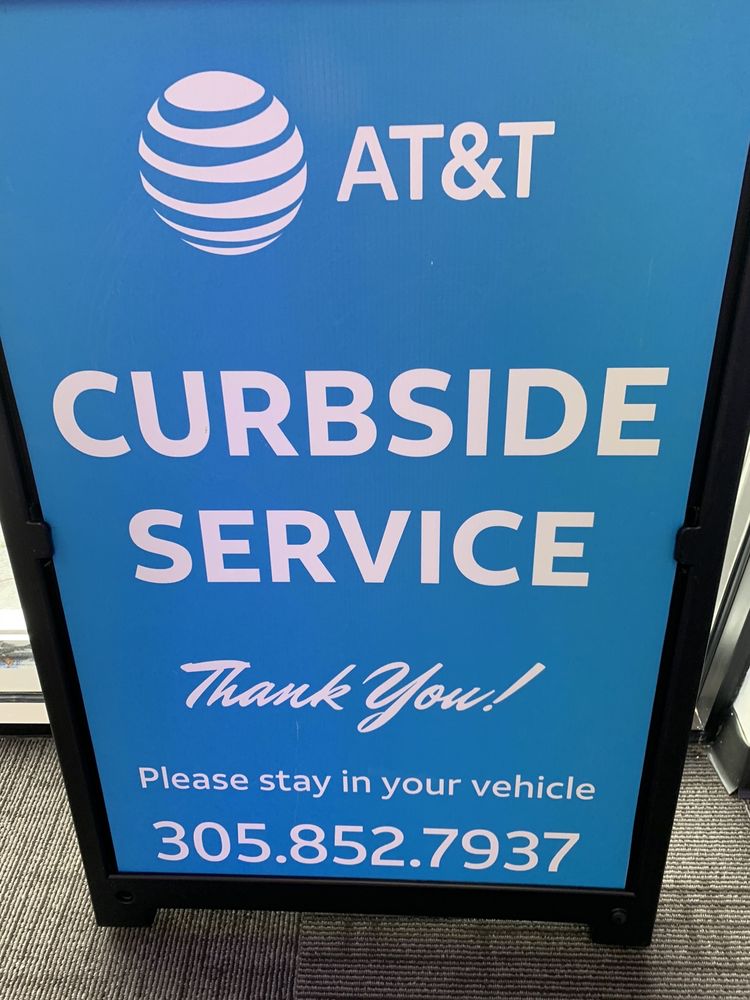 AT&T
CURBSIDE
SERVICE
Thank You!
Please stay in your vehicle
305.852.7937